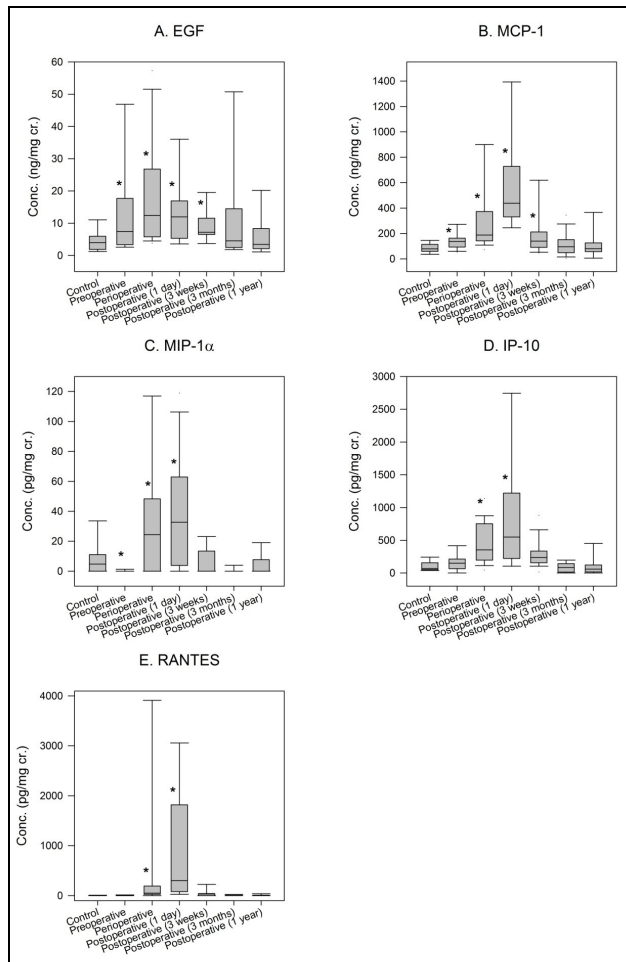 A. EGF
Conc. (ng/mg cr.)
60
50
40
30
20
10
0
*
*
*
*
Control
Preoperative
Perioperative
Postoperative (1 day)
Postoperative (3 weeks)
Postoperative (3 months)
Postoperative (1 year)
B. MCP-1
Conc. (ng/mg cr.)
1400
1200
1000
800
600
400
200
0
*
*
*
*
Control
Preoperative
Perioperative
Postoperative (1 day)
Postoperative (3 weeks)
Postoperative (3 months)
Postoperative (1 year)
C. MIP-1α
Conc. (pg/mg cr.)
120
100
80
60
40
20
0
*
*
*
Control
Preoperative
Perioperative
Postoperative (1 day)
Postoperative (3 weeks)
Postoperative (3 months)
Postoperative (1 year)
D. IP-10
Conc. (pg/mg cr.)
3000
2500
2000
1500
1000
500
0
*
*
Control
Preoperative
Perioperative
Postoperative (1 day)
Postoperative (3 weeks)
Postoperative (3 months)
Postoperative (1 year)
E. RANTES
Conc. (pg/mg cr.)
4000
3000
2000
1000
0
*
*
Control
Preoperative
Perioperative
Postoperative (1 day)
Postoperative (3 weeks)
Postoperative (3 months)
Postoperative (1 year)